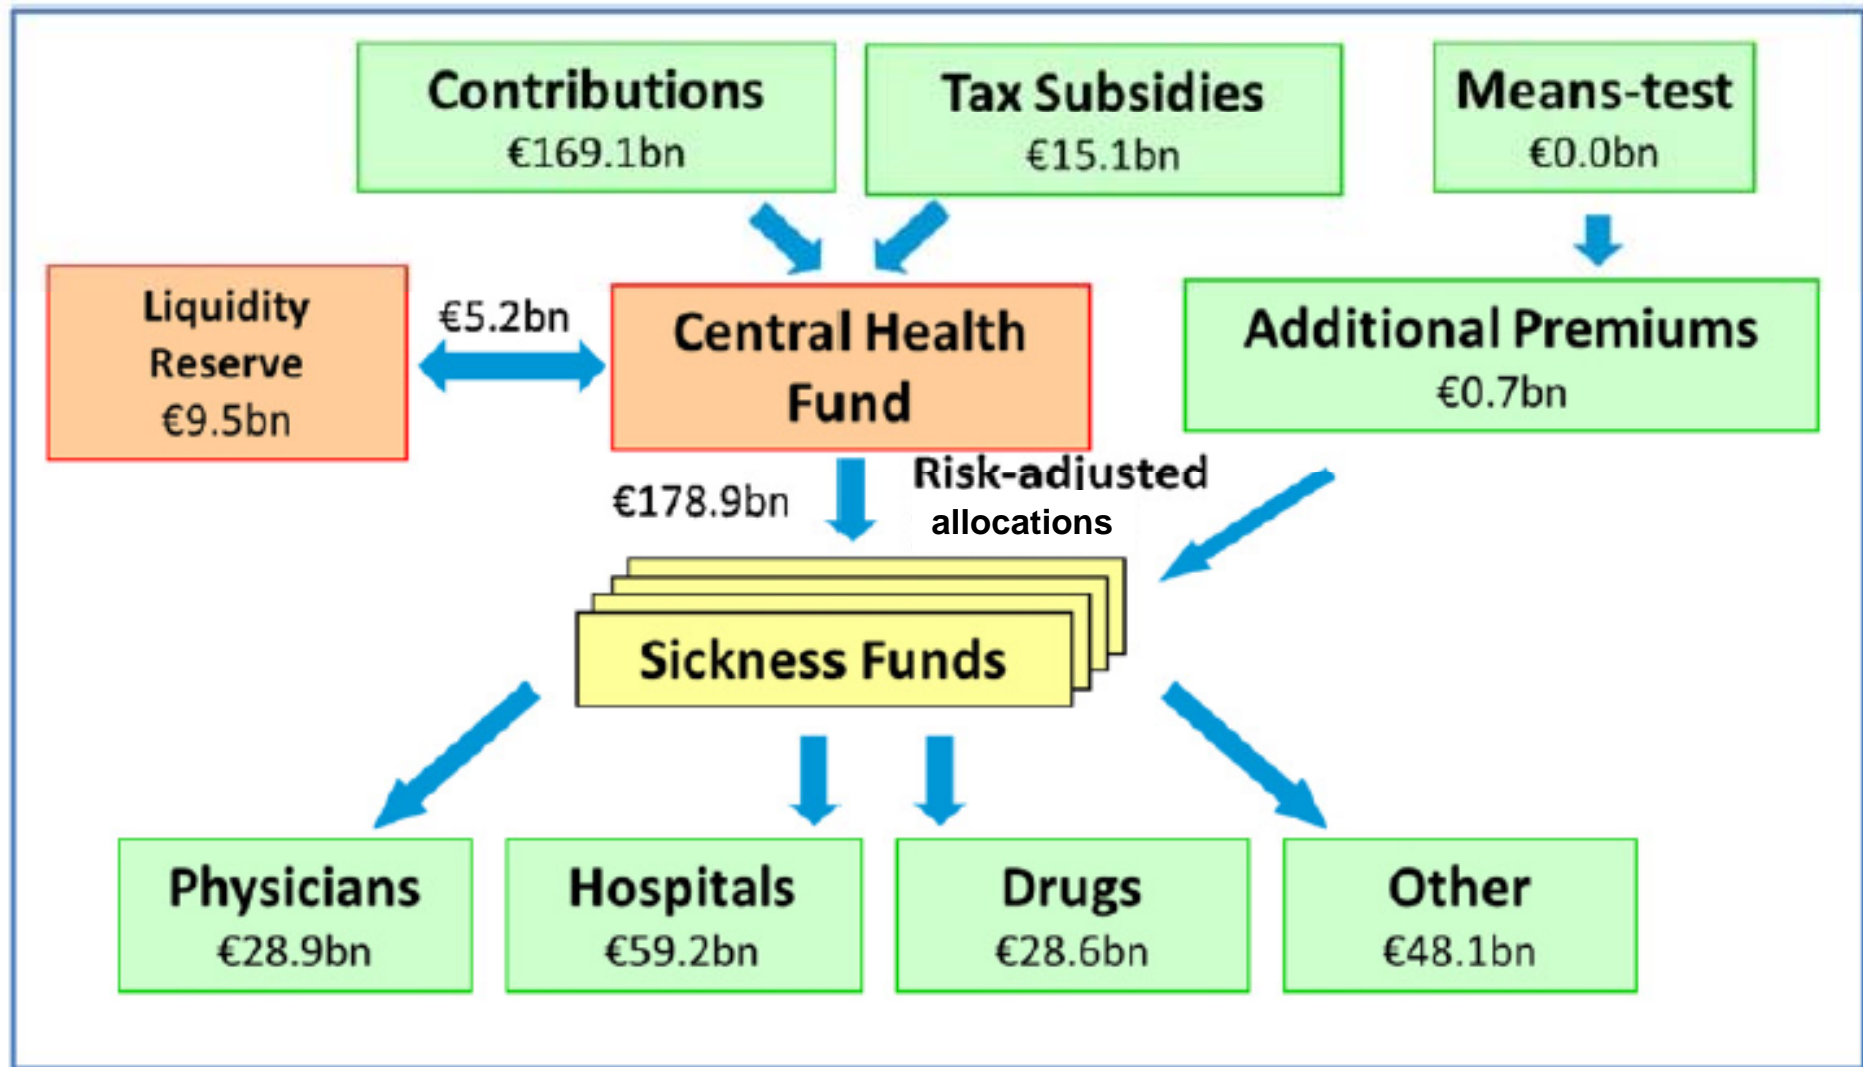 Contributions
€169.1bn
Tax Subsidies
€15.1bn
Means-test
€0.0bn
Liquidity
Reserve
€9.5bn
€5.2bn
Central Health
Fund
Additional Premiums
€0.7bn
€178.9bn
Risk-adjusted
allocations
Sickness Funds
Physicians
€28.9bn
Hospitals
€59.2bn
Drugs
€28.6bn
Other
€48.1bn